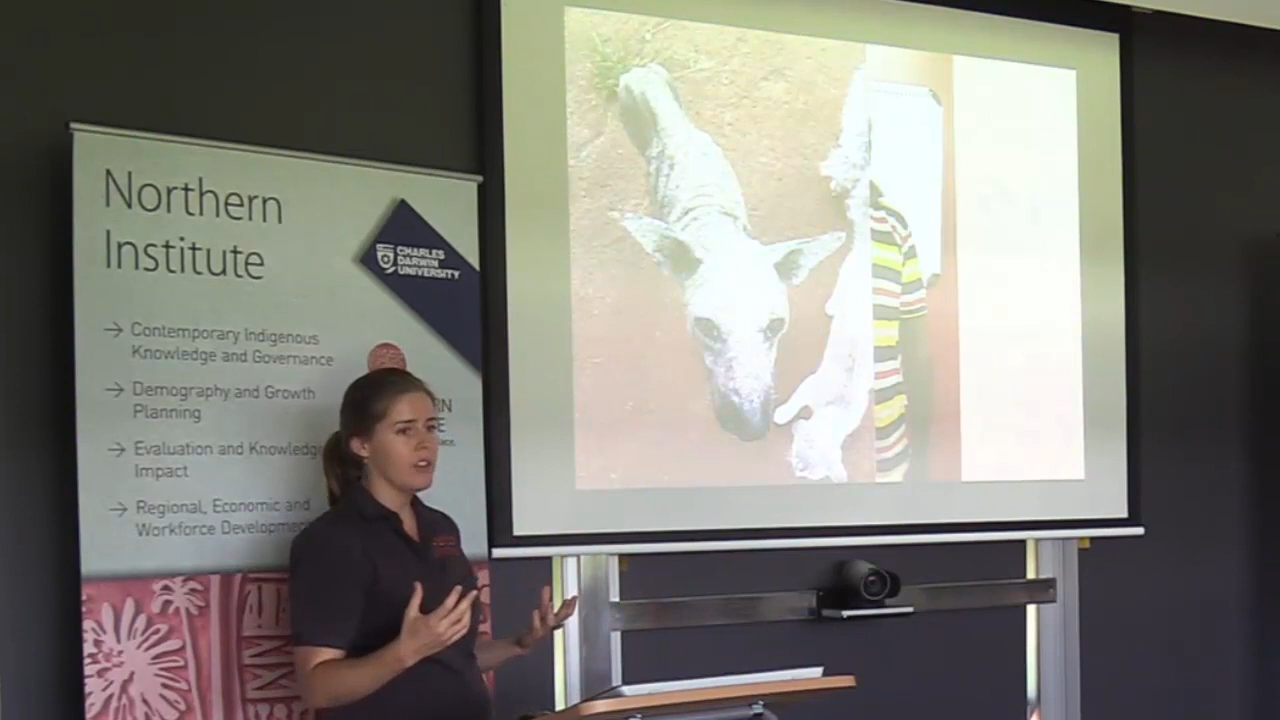 Northern
Institute
CHARLES
DARWIN
UNIVERSITY
→ Contemporary Indigenous
Knowledge and Governance
→ Demography and Growth
Planning
→ Evaluation and Knowledge
Impact
→ Regional, Economic and
Workforce Development